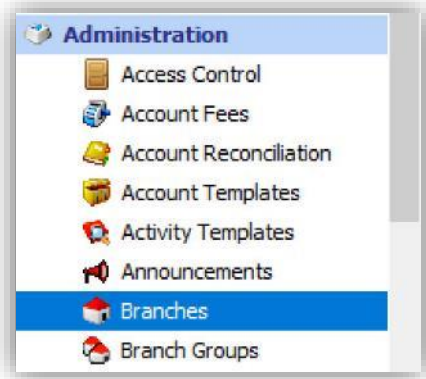 Administration
Access Control
Account Fees
Account Reconciliation
Account Templates
Activity Templates
Announcements
Branches
Branch Groups